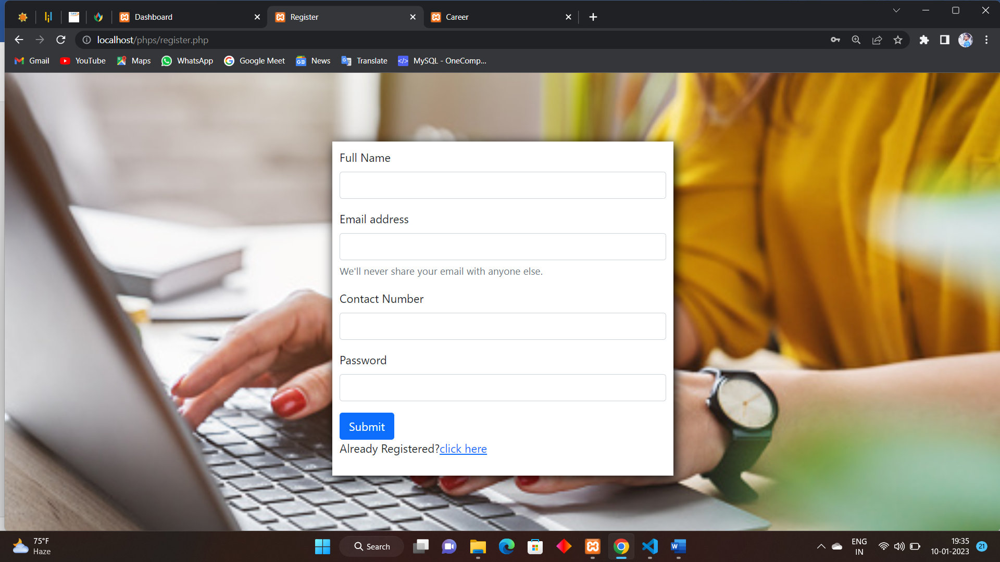 Dashboard
Register
Career
localhost/phps/register.php
Gmail
YouTube
Maps
WhatsApp
Google Meet
News
Translate
MySQL - OneComp...
Full Name
Email address
We'll never share your email with anyone else.
Contact Number
Password
Submit
Already Registered?click here
75°F
Haze
Search
ENG
IN
19:35
10-01-2023
21